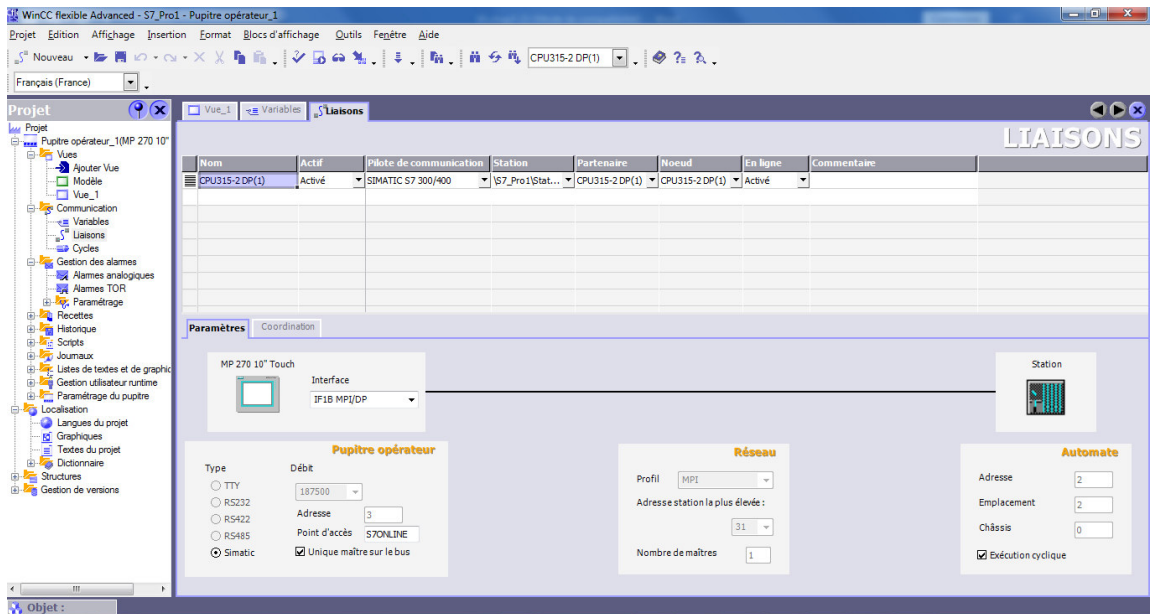 WinCC flexible Advanced - S7_Pro1 - Pupitre opérateur_1
Projet Edition Affichage Insertion Format Blocs d'affichage Outils Fenêtre Aide
Nouveau CPU315-2 DP(1)
Français (France)
Projet
Projet
Pupitre opérateur_1(MP 270 10"
Vues
Ajouter Vue
Modèle
Vue_1
Communication
Variables
Liaisons
Cycles
Gestion des alarmes
Alarmes analogiques
Alarmes TOR
Paramétrage
Recettes
Historique
Scripts
Journaux
Listes de textes et de graphic
Gestion utilisateur runtime
Paramétrage du pupitre
Localisation
Langues du projet
Graphiques
Textes du projet
Dictionnaire
Structures
Gestion de versions
Vue_1 Variables Liaisons
LIAISONS
Nom Actif Pilote de communication Station Partenaire Noeud En ligne Commentaire
CPU315-2 DP(1) Activé SIMATIC S7 300/400 \S7_Pro1\Stat... CPU315-2 DP(1) CPU315-2 DP(1) Activé
Paramètres Coordination
MP 270 10" Touch
Interface
IF1B MPI/DP
Station
Pupitre opérateur
Type Débit
TTY
187500
RS232
RS422
Adresse 3
RS485
Point d'accès S7ONLINE
Simatic
Unique maître sur le bus
Réseau
Profil MPI
Adresse station la plus élevée :
31
Nombre de maîtres 1
Automate
Adresse 2
Emplacement 2
Châssis 0
Exécution cyclique
Objet :